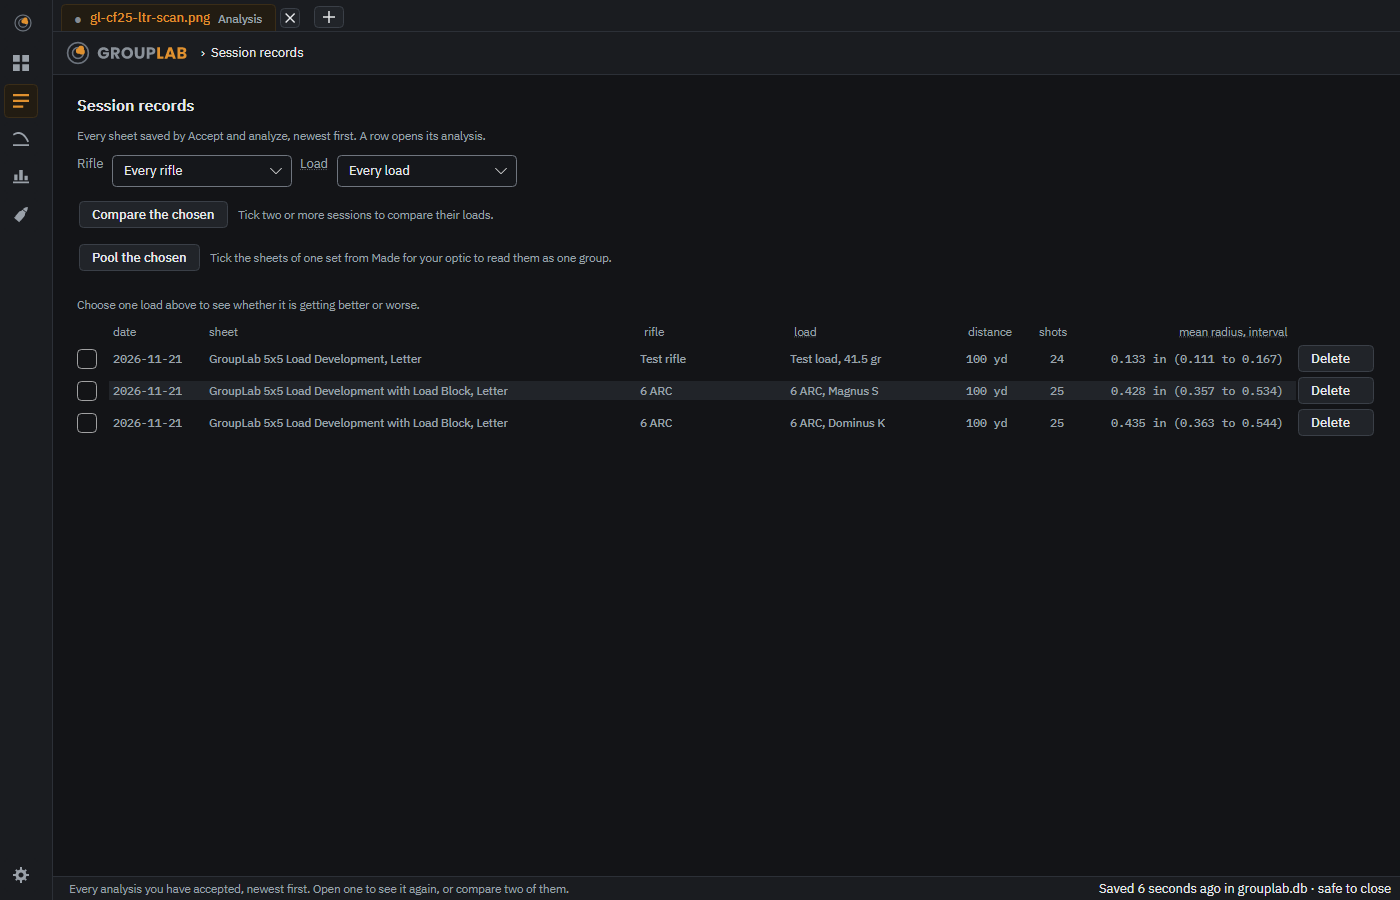 gl-cf25-ltr-scan.png Analysis
GROUPLAB › Session records
Session records
Every sheet saved by Accept and analyze, newest first. A row opens its analysis.
Rifle Every rifle Load Every load
Compare the chosen Tick two or more sessions to compare their loads.
Pool the chosen Tick the sheets of one set from Made for your optic to read them as one group.
Choose one load above to see whether it is getting better or worse.
date sheet rifle load distance shots mean radius, interval
2026-11-21 GroupLab 5x5 Load Development, Letter Test rifle Test load, 41.5 gr 100 yd 24 0.133 in (0.111 to 0.167) Delete
2026-11-21 GroupLab 5x5 Load Development with Load Block, Letter 6 ARC 6 ARC, Magnus S 100 yd 25 0.428 in (0.357 to 0.534) Delete
2026-11-21 GroupLab 5x5 Load Development with Load Block, Letter 6 ARC 6 ARC, Dominus K 100 yd 25 0.435 in (0.363 to 0.544) Delete
Every analysis you have accepted, newest first. Open one to see it again, or compare two of them. Saved 6 seconds ago in grouplab.db · safe to close